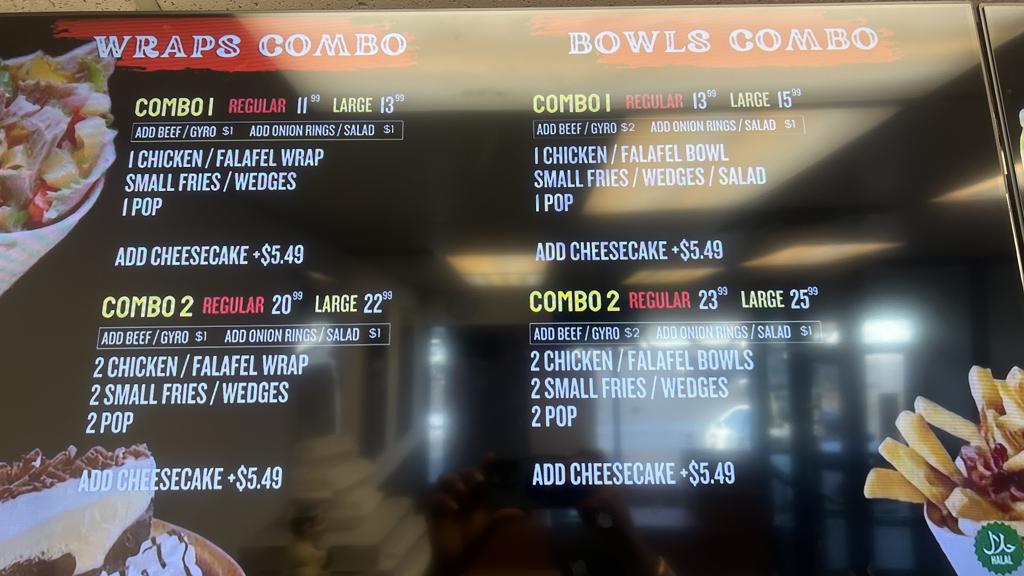 WRAPS COMBO
COMBO 1 REGULAR 11.99 LARGE 13.99
ADD BEEF / GYRO $1 ADD ONION RINGS / SALAD $1
1 CHICKEN / FALAFEL WRAP
SMALL FRIES / WEDGES
1 POP
ADD CHEESECAKE +$5.49
COMBO 2 REGULAR 20.99 LARGE 22.99
ADD BEEF / GYRO $1 ADD ONION RINGS / SALAD $1
2 CHICKEN / FALAFEL WRAP
2 SMALL FRIES / WEDGES
2 POP
ADD CHEESECAKE +$5.49
BOWLS COMBO
COMBO 1 REGULAR 13.99 LARGE 15.99
ADD BEEF / GYRO $2 ADD ONION RINGS / SALAD $1
1 CHICKEN / FALAFEL BOWL
SMALL FRIES / WEDGES / SALAD
1 POP
ADD CHEESECAKE +$5.49
COMBO 2 REGULAR 23.99 LARGE 25.99
ADD BEEF / GYRO $2 ADD ONION RINGS / SALAD $1
2 CHICKEN / FALAFEL BOWLS
2 SMALL FRIES / WEDGES
2 POP
ADD CHEESECAKE +$5.49
حلال
HALAL